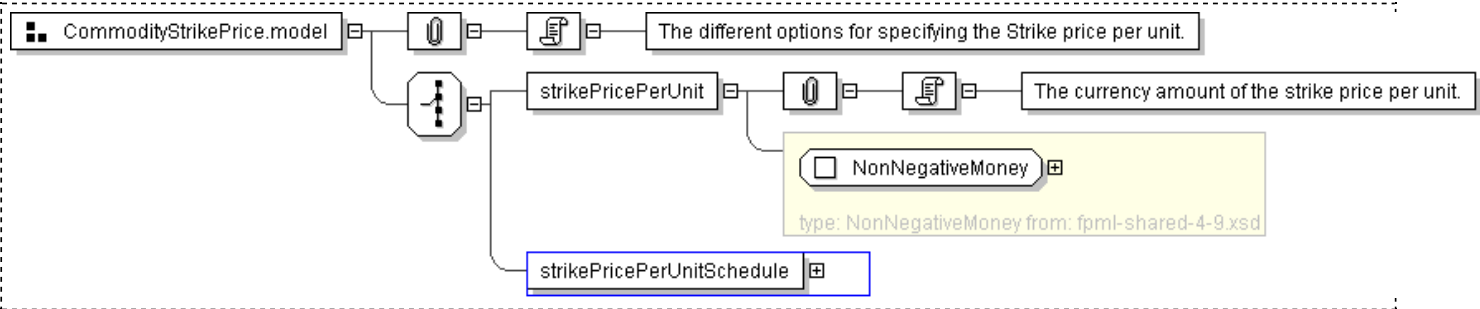 CommodityStrikePrice.model
The different options for specifying the Strike price per unit.
strikePricePerUnit
The currency amount of the strike price per unit.
NonNegativeMoney
type: NonNegativeMoney from: fpml-shared-4-9.xsd
strikePricePerUnitSchedule